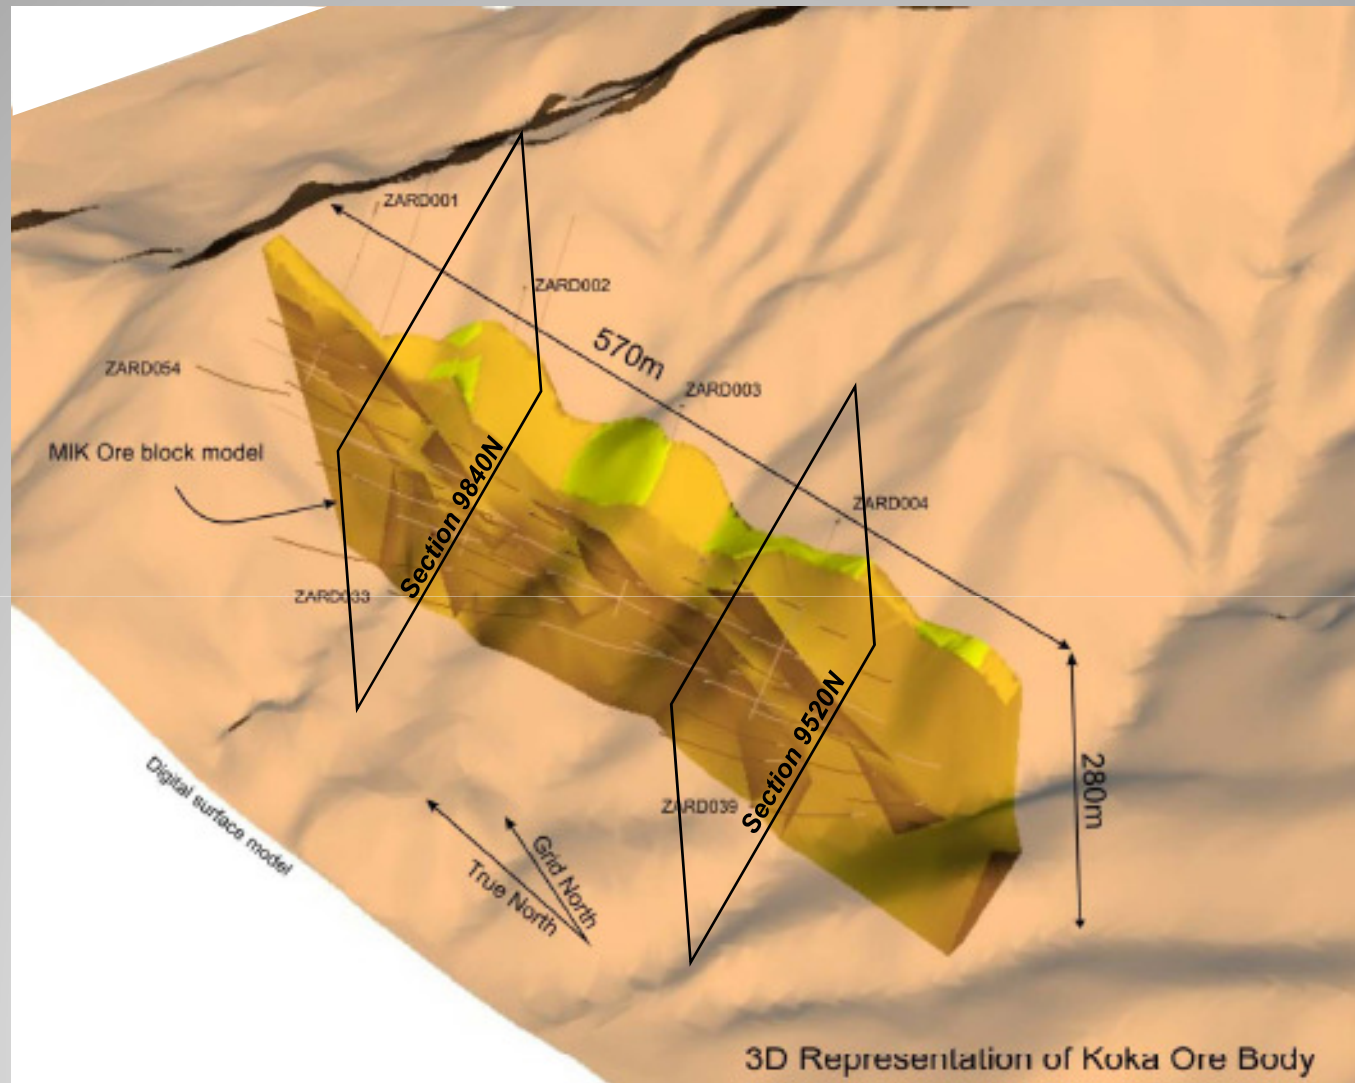 ZARD001
ZARD002
570m
ZARD054
ZARD003
MIK Ore block model
Section 9840N
ZARD004
ZARD033
Section 9520N
280m
Digital surface model
ZARD039
Grid North
True North
3D Representation of Koka Ore Body